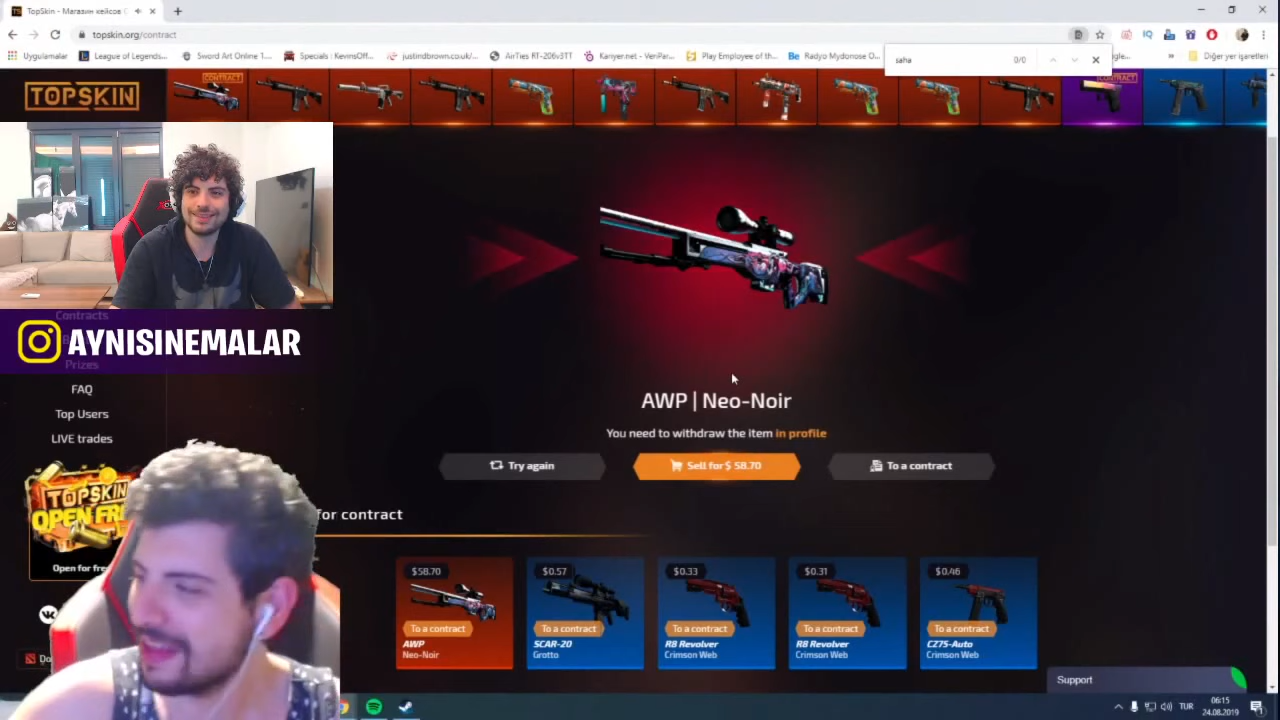 TopSkin - Магазин кейсов
topskin.org/contract
Uygulamalar
League of Legends...
Sword Art Online 1...
Specials | KevinsOff...
justindbrown.co.uk/...
AirTies RT-206v3TT
Kariyer.net - VenPar...
Play Employee of th...
Radyo Mydonose D...
Diğer yer işaretleri
saha
0/0
TOPSKIN
CONTRACT
CONTRACT
Contracts
Prizes
FAQ
Top Users
LIVE trades
AYNISINEMALAR
AWP | Neo-Noir
You need to withdraw the item in profile
Try again
Sell for $ 58.70
To a contract
for contract
TOPSKIN
OPEN FR
Open for free
$58.70
To a contract
AWP
Neo-Noir
$0.57
To a contract
SCAR-20
Grotto
$0.33
To a contract
R8 Revolver
Crimson Web
$0.31
To a contract
R8 Revolver
Crimson Web
$0.46
To a contract
CZ75-Auto
Crimson Web
Support
TUR
06:15
24.08.2019